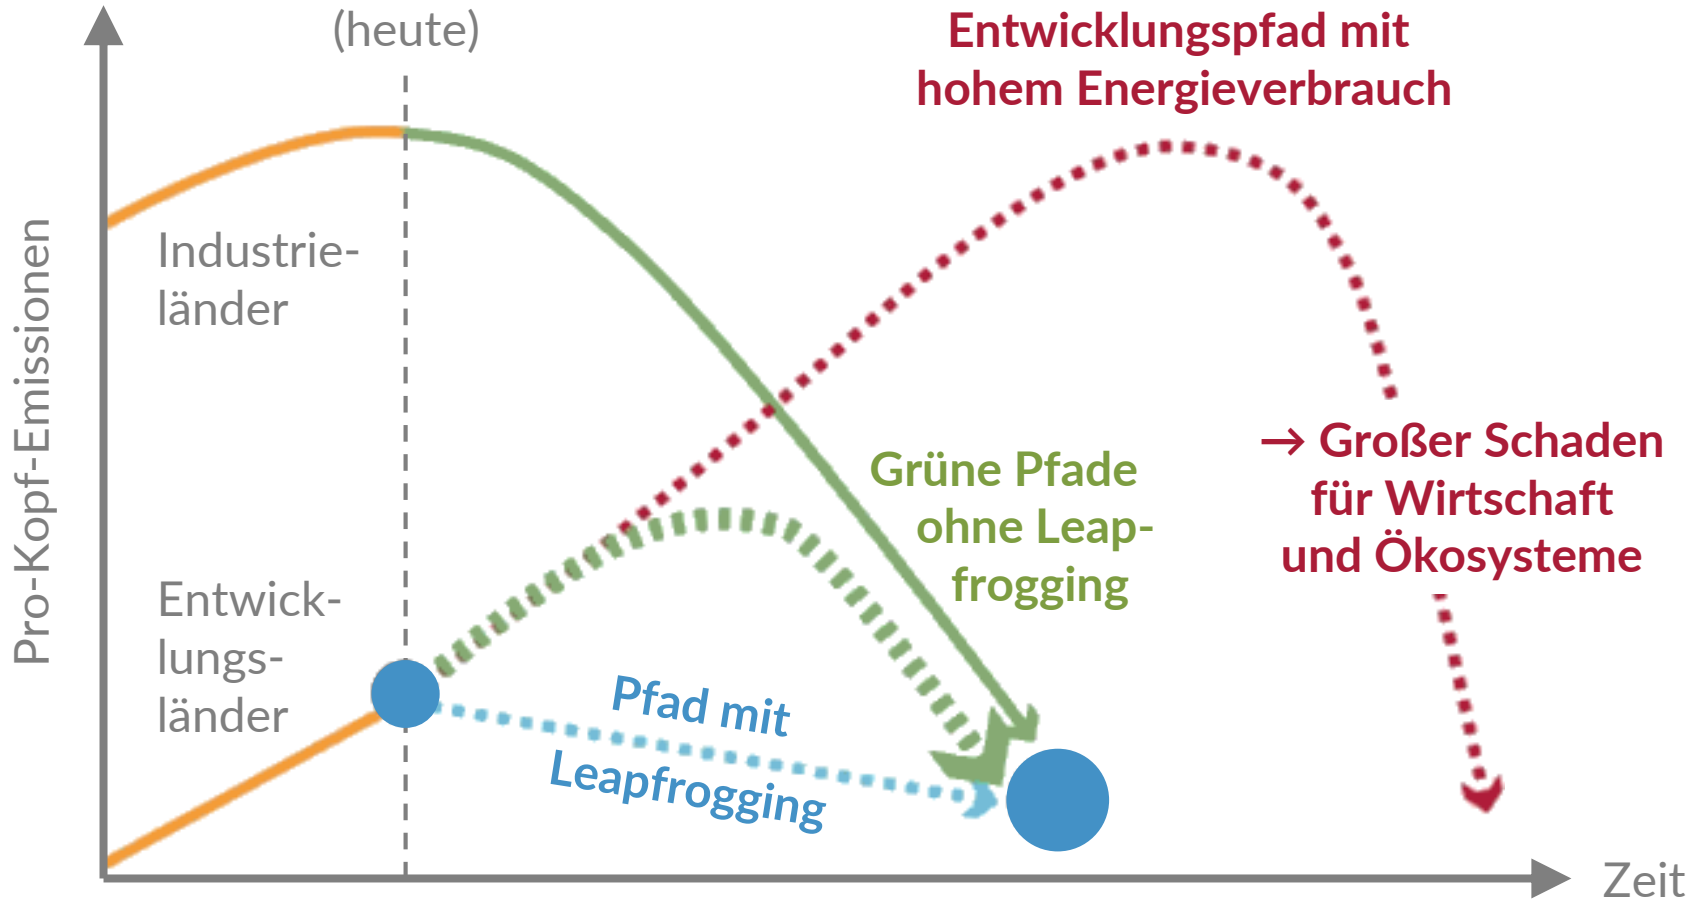 (heute)
Entwicklungspfad mit
hohem Energieverbrauch
Pro-Kopf-Emissionen
Industrie-
länder
Entwick-
lungs-
länder
Grüne Pfade
ohne Leap-
frogging
→ Großer Schaden
für Wirtschaft
und Ökosysteme
Pfad mit
Leapfrogging
Zeit